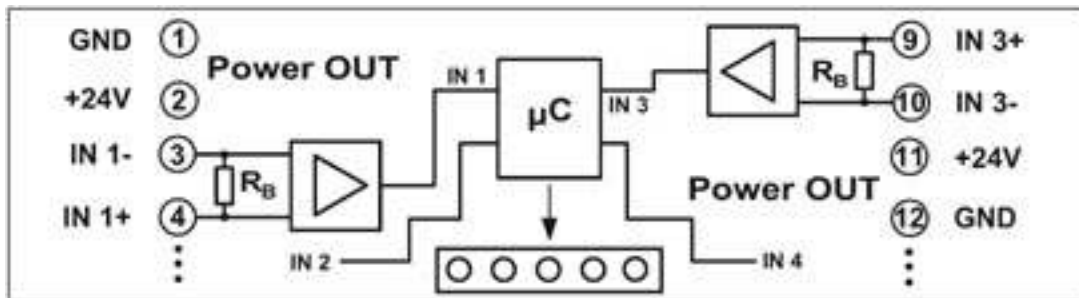 GND 1
Power OUT
+24V 2
IN 1- 3
RB
IN 1+ 4
IN 1
µC
IN 3
IN 2
IN 4
9 IN 3+
RB
10 IN 3-
11 +24V
Power OUT
12 GND